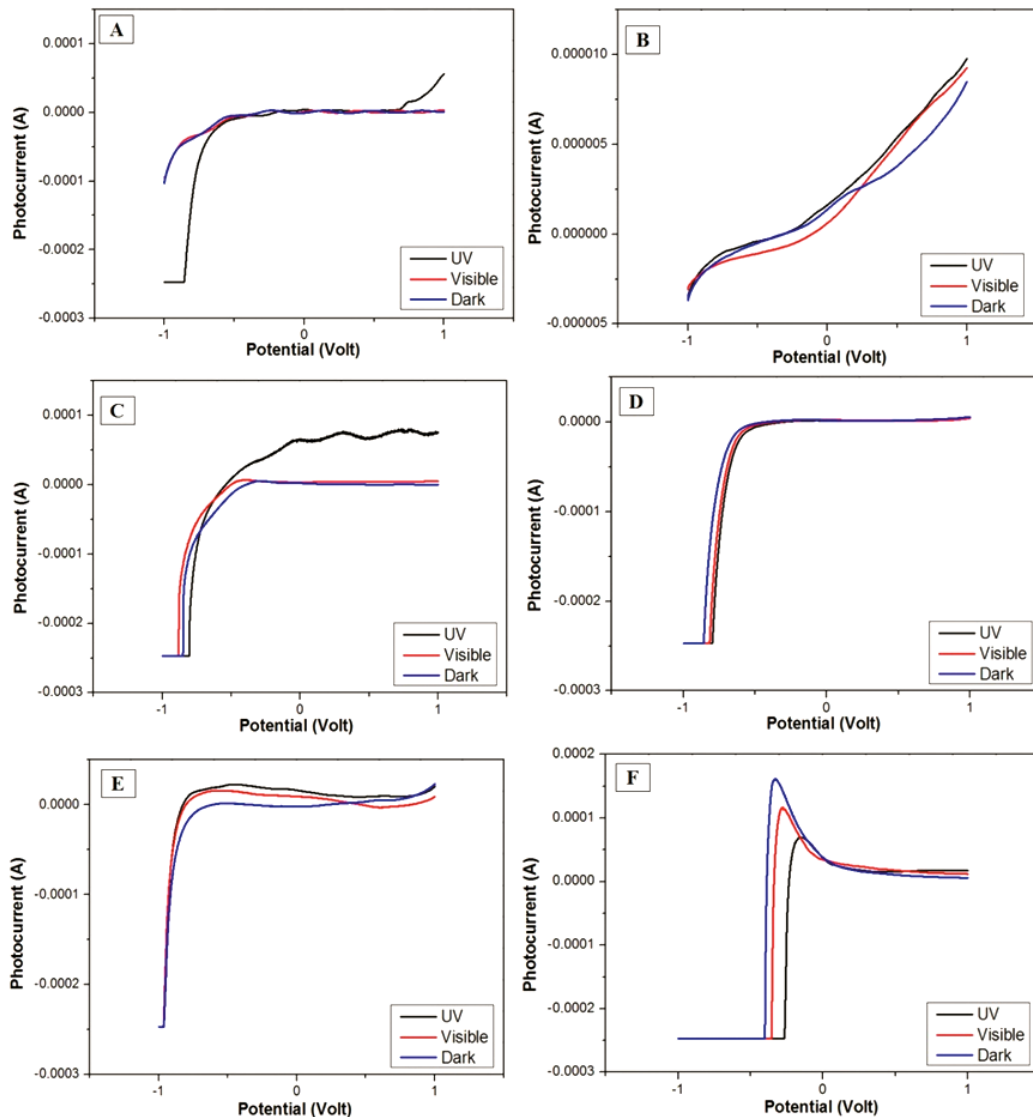 A
0.0001
0.0000
-0.0001
-0.0002
-0.0003
Photocurrent (A)
-1
0
1
Potential (Volt)
UV
Visible
Dark
B
0.000010
0.000005
0.000000
-0.000005
Photocurrent (A)
-1
0
1
Potential (Volt)
UV
Visible
Dark
C
0.0001
0.0000
-0.0001
-0.0002
-0.0003
Photocurrent (A)
-1
0
1
Potential (Volt)
UV
Visible
Dark
D
0.0000
-0.0001
-0.0002
-0.0003
Photocurrent (A)
-1
0
1
Potential (Volt)
UV
Visible
Dark
E
0.0000
-0.0001
-0.0002
-0.0003
Photocurrent (A)
-1
0
1
Potential (Volt)
UV
Visible
Dark
F
0.0002
0.0001
0.0000
-0.0001
-0.0002
-0.0003
Photocurrent (A)
-1
0
1
Potential (Volt)
UV
Visible
Dark